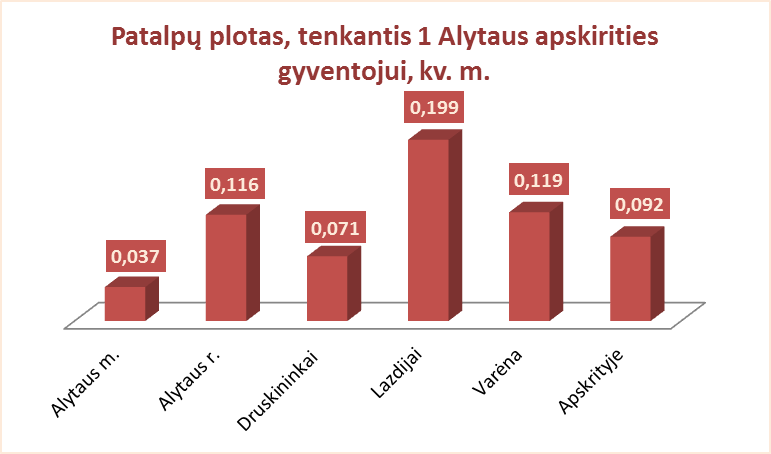 Patalpų plotas, tenkantis 1 Alytaus apskirities
gyventojui, kv. m.
0,037
0,116
0,071
0,199
0,119
0,092
Alytaus m.
Alytaus r.
Druskininkai
Lazdijai
Varėna
Apskrityje